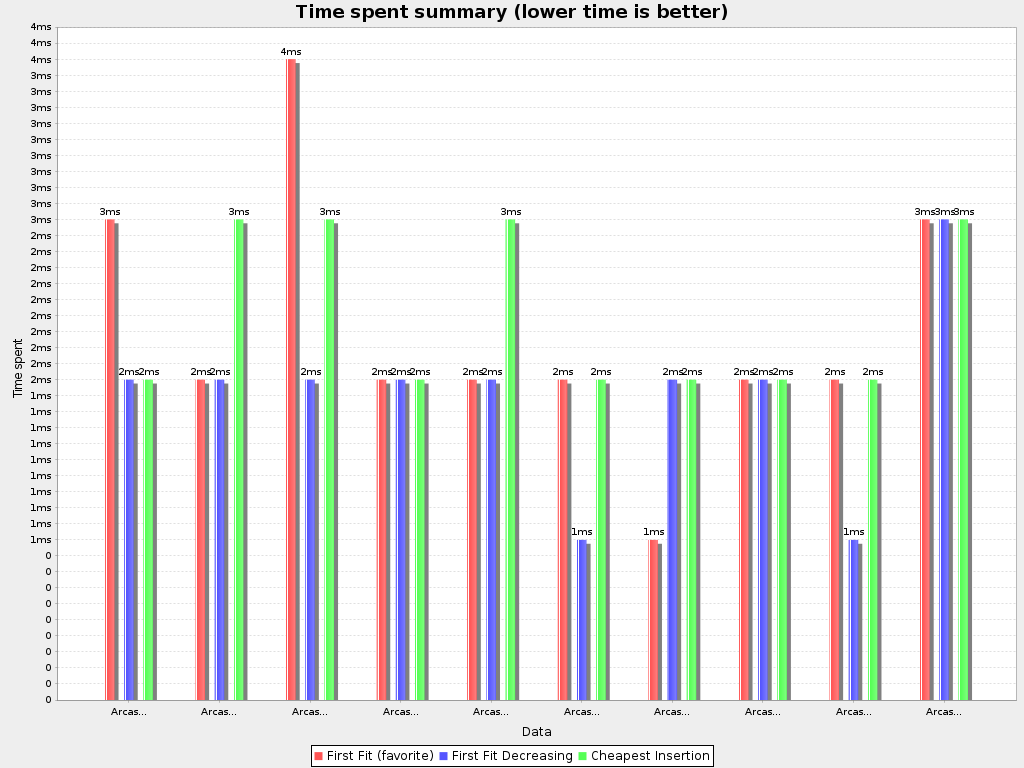 Time spent summary (lower time is better)
4ms
4ms
4ms
3ms
3ms
3ms
3ms
3ms
3ms
3ms
3ms
3ms
3ms
2ms
2ms
2ms
2ms
2ms
2ms
2ms
2ms
2ms
2ms
1ms
1ms
1ms
1ms
1ms
1ms
1ms
1ms
1ms
1ms
0
0
0
0
0
0
0
0
0
0
Time spent
3ms 2ms 2ms
2ms 2ms 3ms
4ms 2ms 3ms
2ms 2ms 2ms
2ms 2ms 3ms
2ms 1ms 2ms
1ms 2ms 2ms
2ms 2ms 2ms
2ms 1ms 2ms
3ms 3ms 3ms
Arcas... Arcas... Arcas... Arcas... Arcas... Arcas... Arcas... Arcas... Arcas... Arcas...
Data
First Fit (favorite) First Fit Decreasing Cheapest Insertion